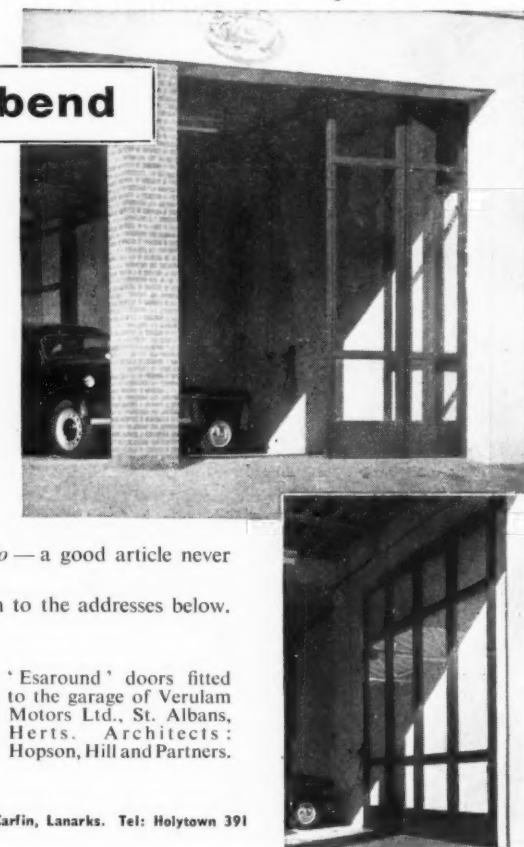 bend
o — a good article never
n to the addresses below.
‘ Esaround ’ doors fitted
to the garage of Verulam
Motors Ltd., St. Albans,
Herts. Architects :
Hopson, Hill and Partners.
Carfin, Lanarks. Tel: Holytown 391